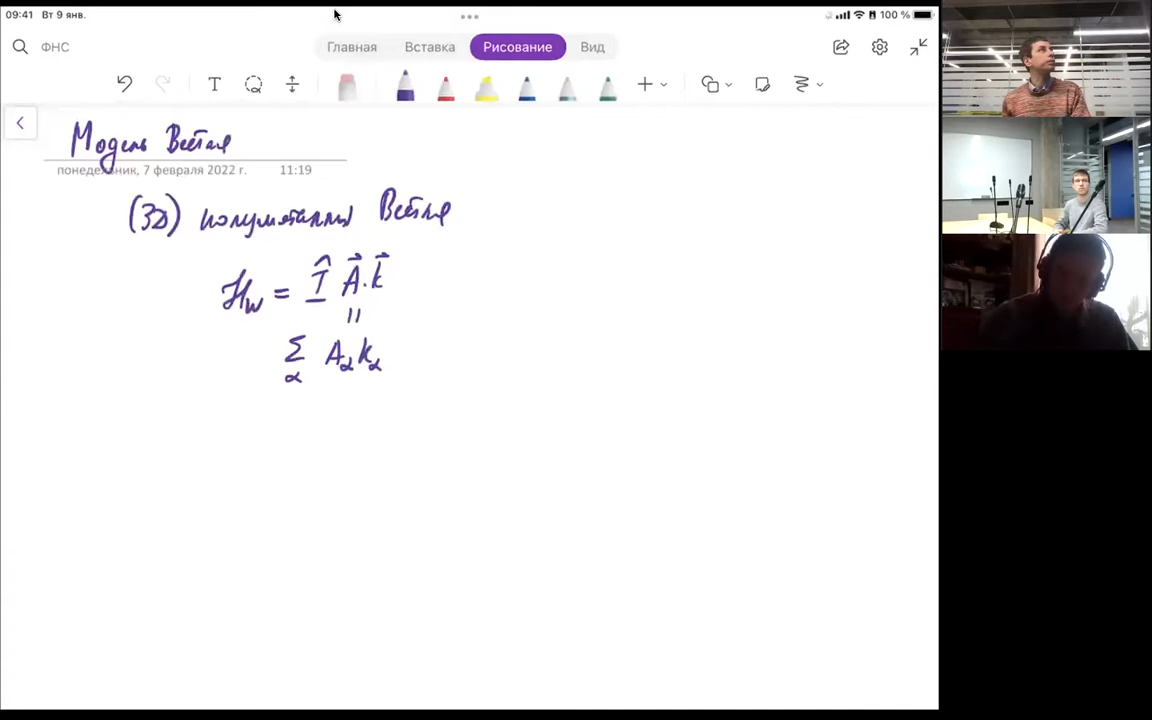 09:41 Вт 9 янв. 100 %
ФНС
Главная Вставка Рисование Вид
Модель Вейля
понедельник, 7 февраля 2022 г. 11:19
(3D) полуметаллы Вейля
H_W = Î A⃗·k⃗
||
Σ_α A_α k_α